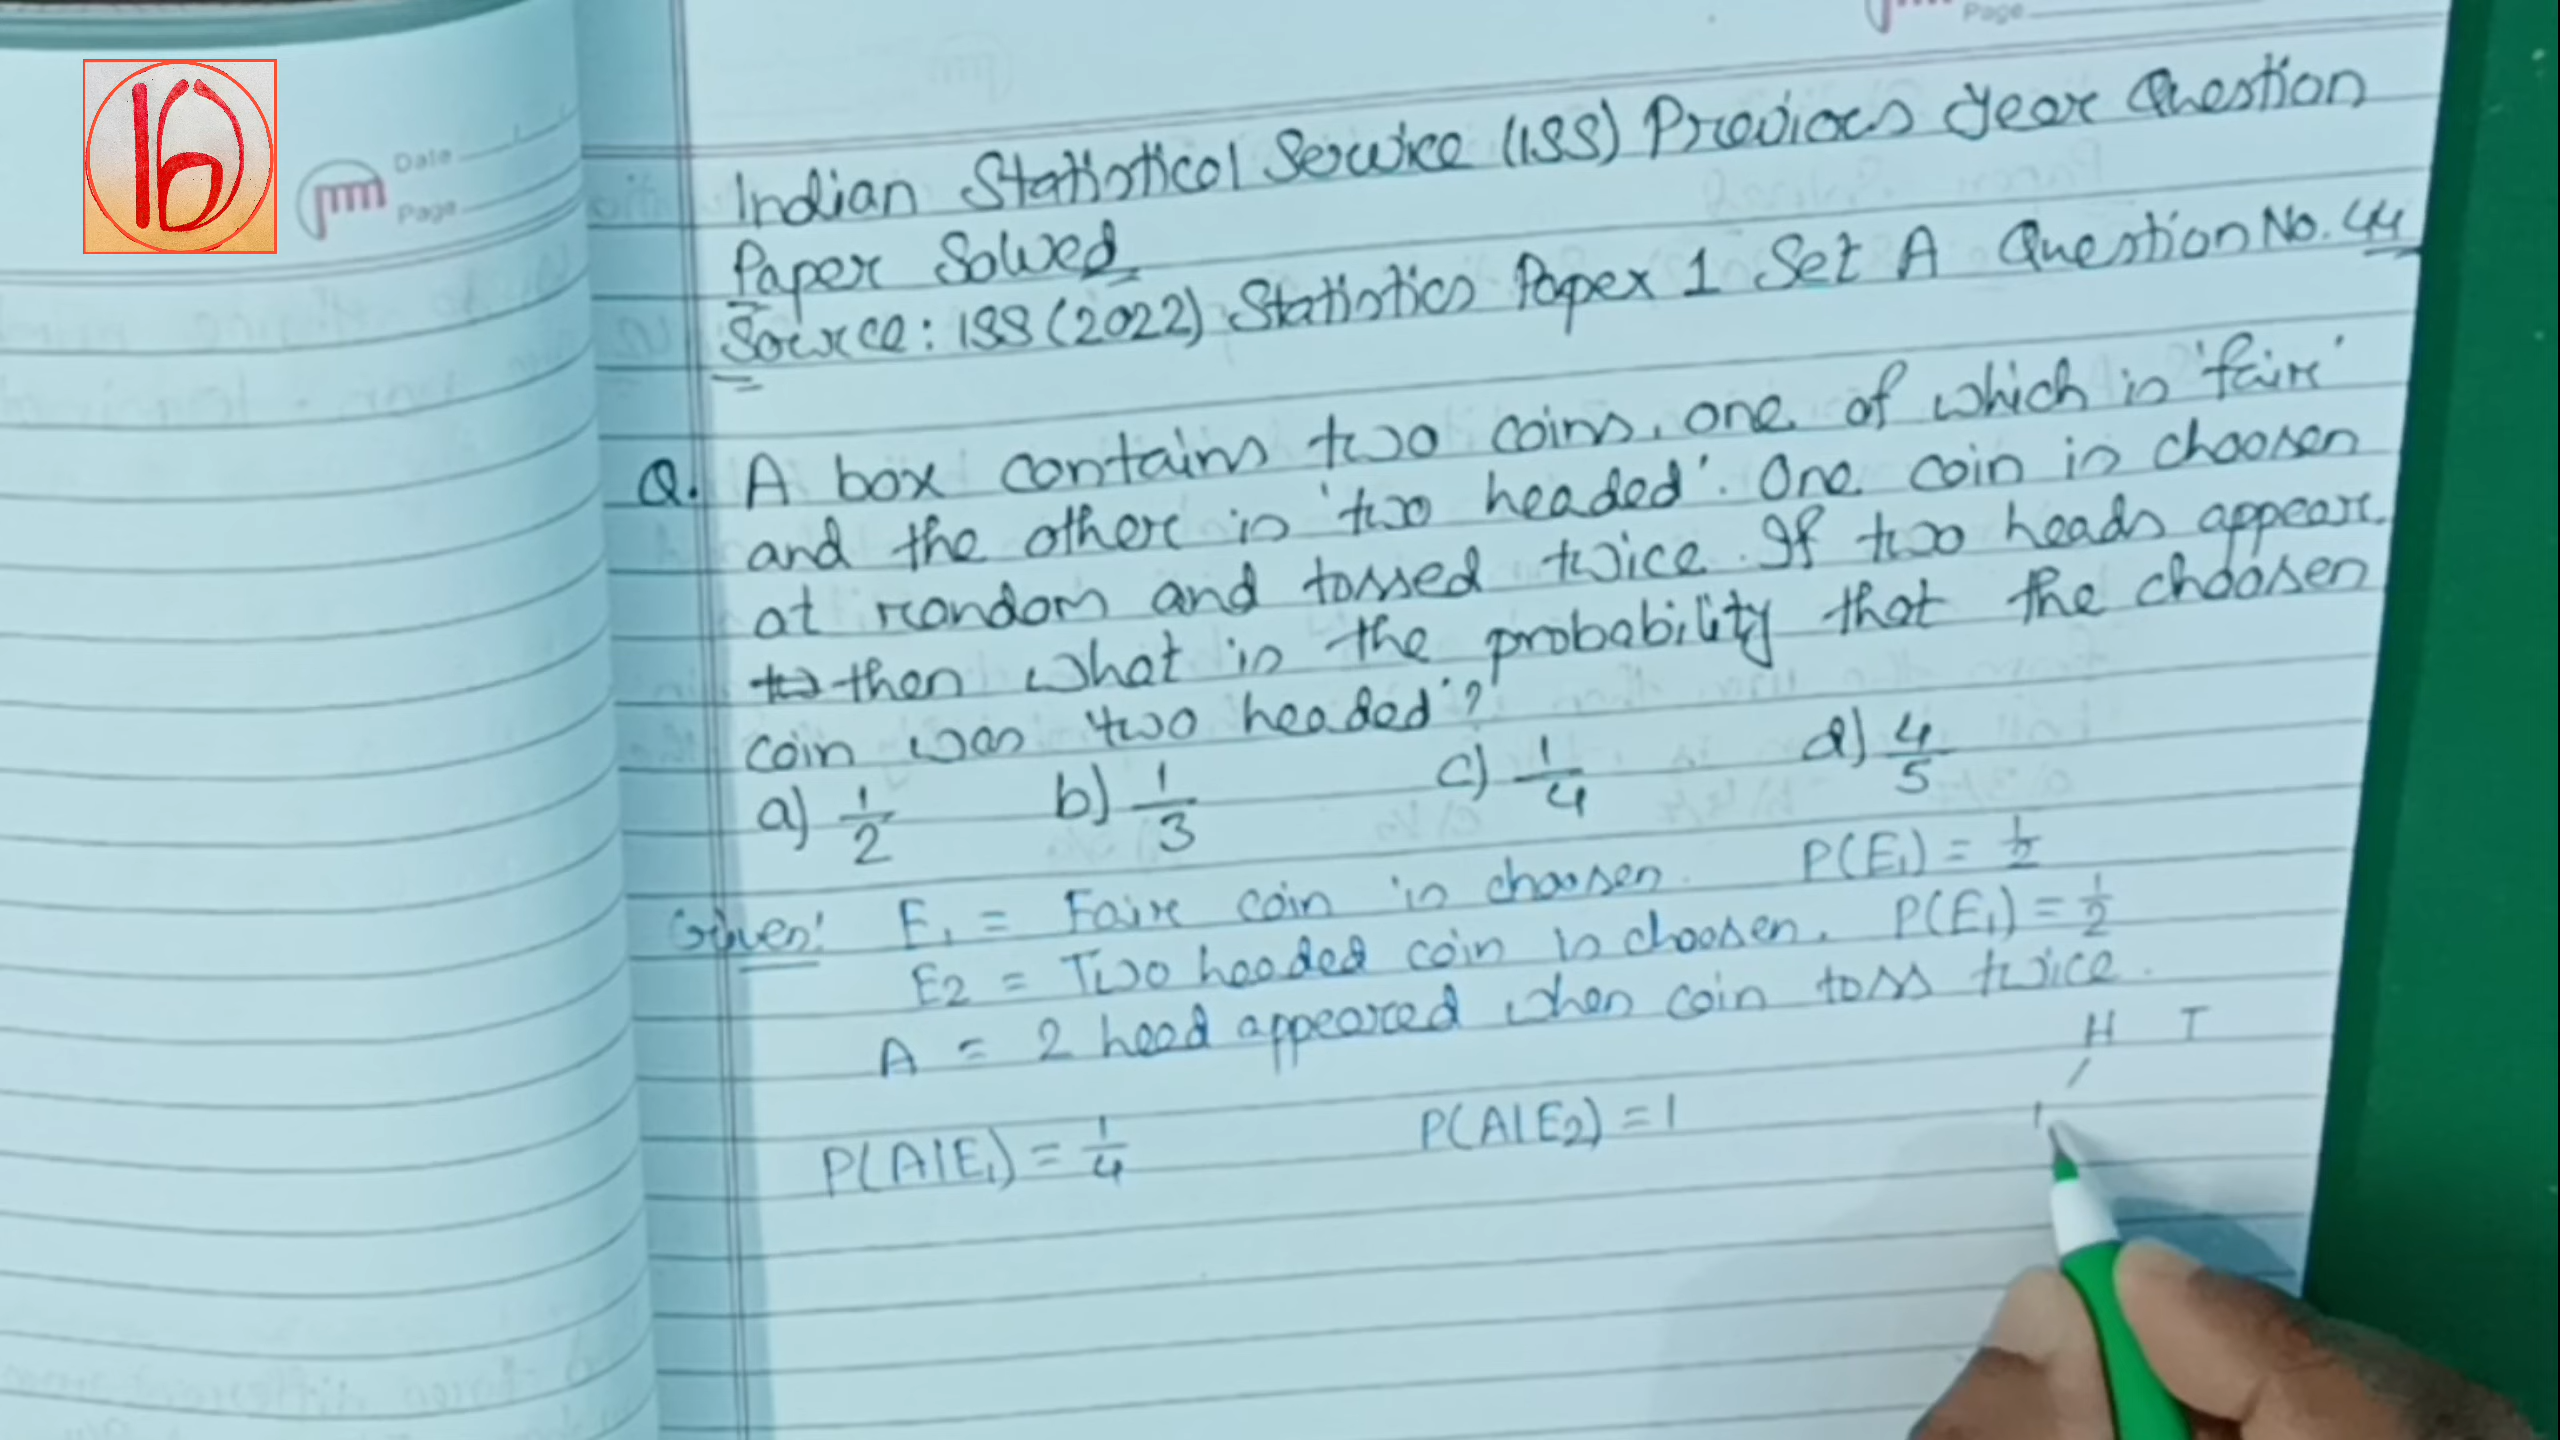 Page
Date
Page
Indian Statistical Service (ISS) Previous Year Question
Paper Solved
Source: ISS (2022) Statistics Paper 1 Set A Question No. 44
Q. A box contains two coins, one of which is 'fair'
and the other is 'two headed'. One coin is choosen
at random and tossed twice. If two heads appear
then what is the probability that the choosen
coin was two headed'?
a) 1/2 b) 1/3 c) 1/4 d) 4/5
Given: E1 = Fair coin is choosen. P(E1) = 1/2
E2 = Two headed coin is choosen. P(E1) = 1/2
A = 2 head appeared when coin toss twice.
H T
P(A|E1) = 1/4 P(A|E2) = 1